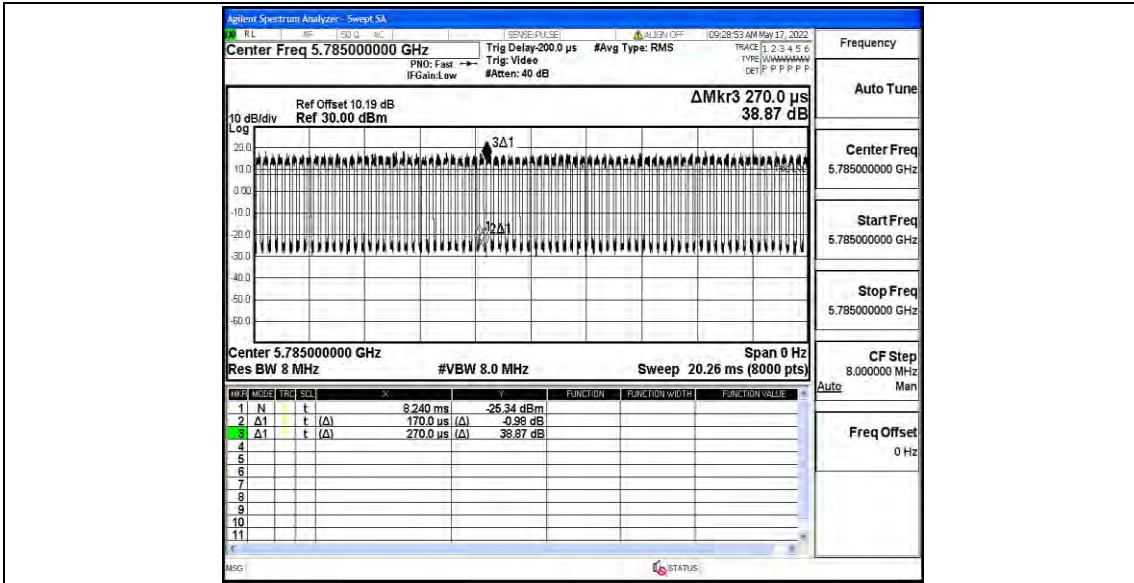 Agilent Spectrum Analyzer - Swept SA
RL RF 50 Ω AC SENSE:PULSE ALIGN OFF 09:28:53 AM May 17, 2022
Center Freq 5.785000000 GHz
PNO: Fast
IFGain:Low
Trig Delay-200.0 µs
Trig: Video
#Atten: 40 dB
#Avg Type: RMS
TRACE 1 2 3 4 5 6
TYPE WWWWWW
DET P P P P P P
ΔMkr3 270.0 µs
38.87 dB
Ref Offset 10.19 dB
Ref 30.00 dBm
10 dB/div
Log
20.0
10.0
0.00
-10.0
-20.0
-30.0
-40.0
-50.0
-60.0
3Δ1
2Δ1
Center 5.785000000 GHz
Span 0 Hz
Res BW 8 MHz
#VBW 8.0 MHz
Sweep 20.26 ms (8000 pts)
MKR MODE TRC SCL X Y FUNCTION FUNCTION WIDTH FUNCTION VALUE
1 N t 8.240 ms -25.34 dBm
2 Δ1 t (Δ) 170.0 µs (Δ) -0.98 dB
3 Δ1 t (Δ) 270.0 µs (Δ) 38.87 dB
4
5
6
7
8
9
10
11
MSG
STATUS
Frequency
Auto Tune
Center Freq
5.785000000 GHz
Start Freq
5.785000000 GHz
Stop Freq
5.785000000 GHz
CF Step
8.000000 MHz
Auto Man
Freq Offset
0 Hz